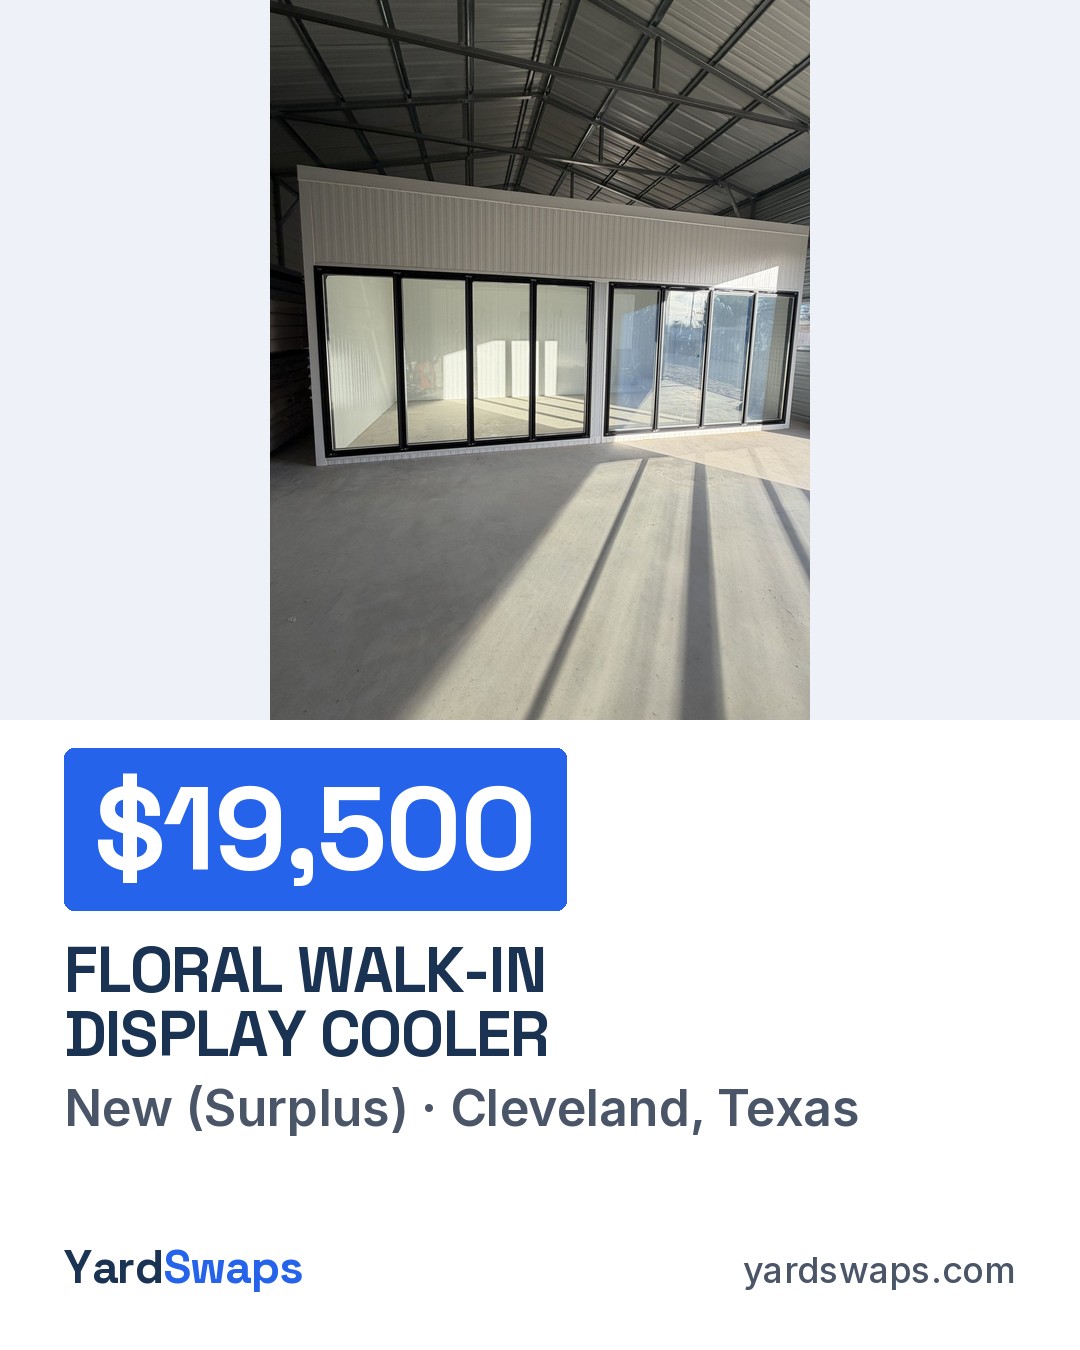 $19,500
FLORAL WALK-IN
DISPLAY COOLER
New (Surplus) · Cleveland, Texas
YardSwaps
yardswaps.com